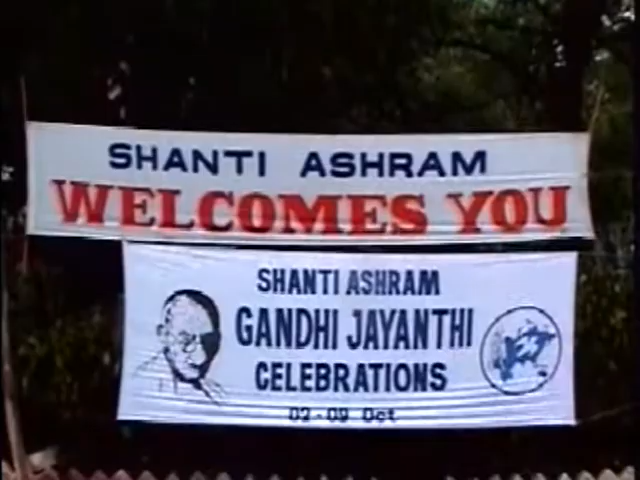 SHANTI ASHRAM
WELCOMES YOU
SHANTI ASHRAM
GANDHI JAYANTHI
CELEBRATIONS
02-09 Oct